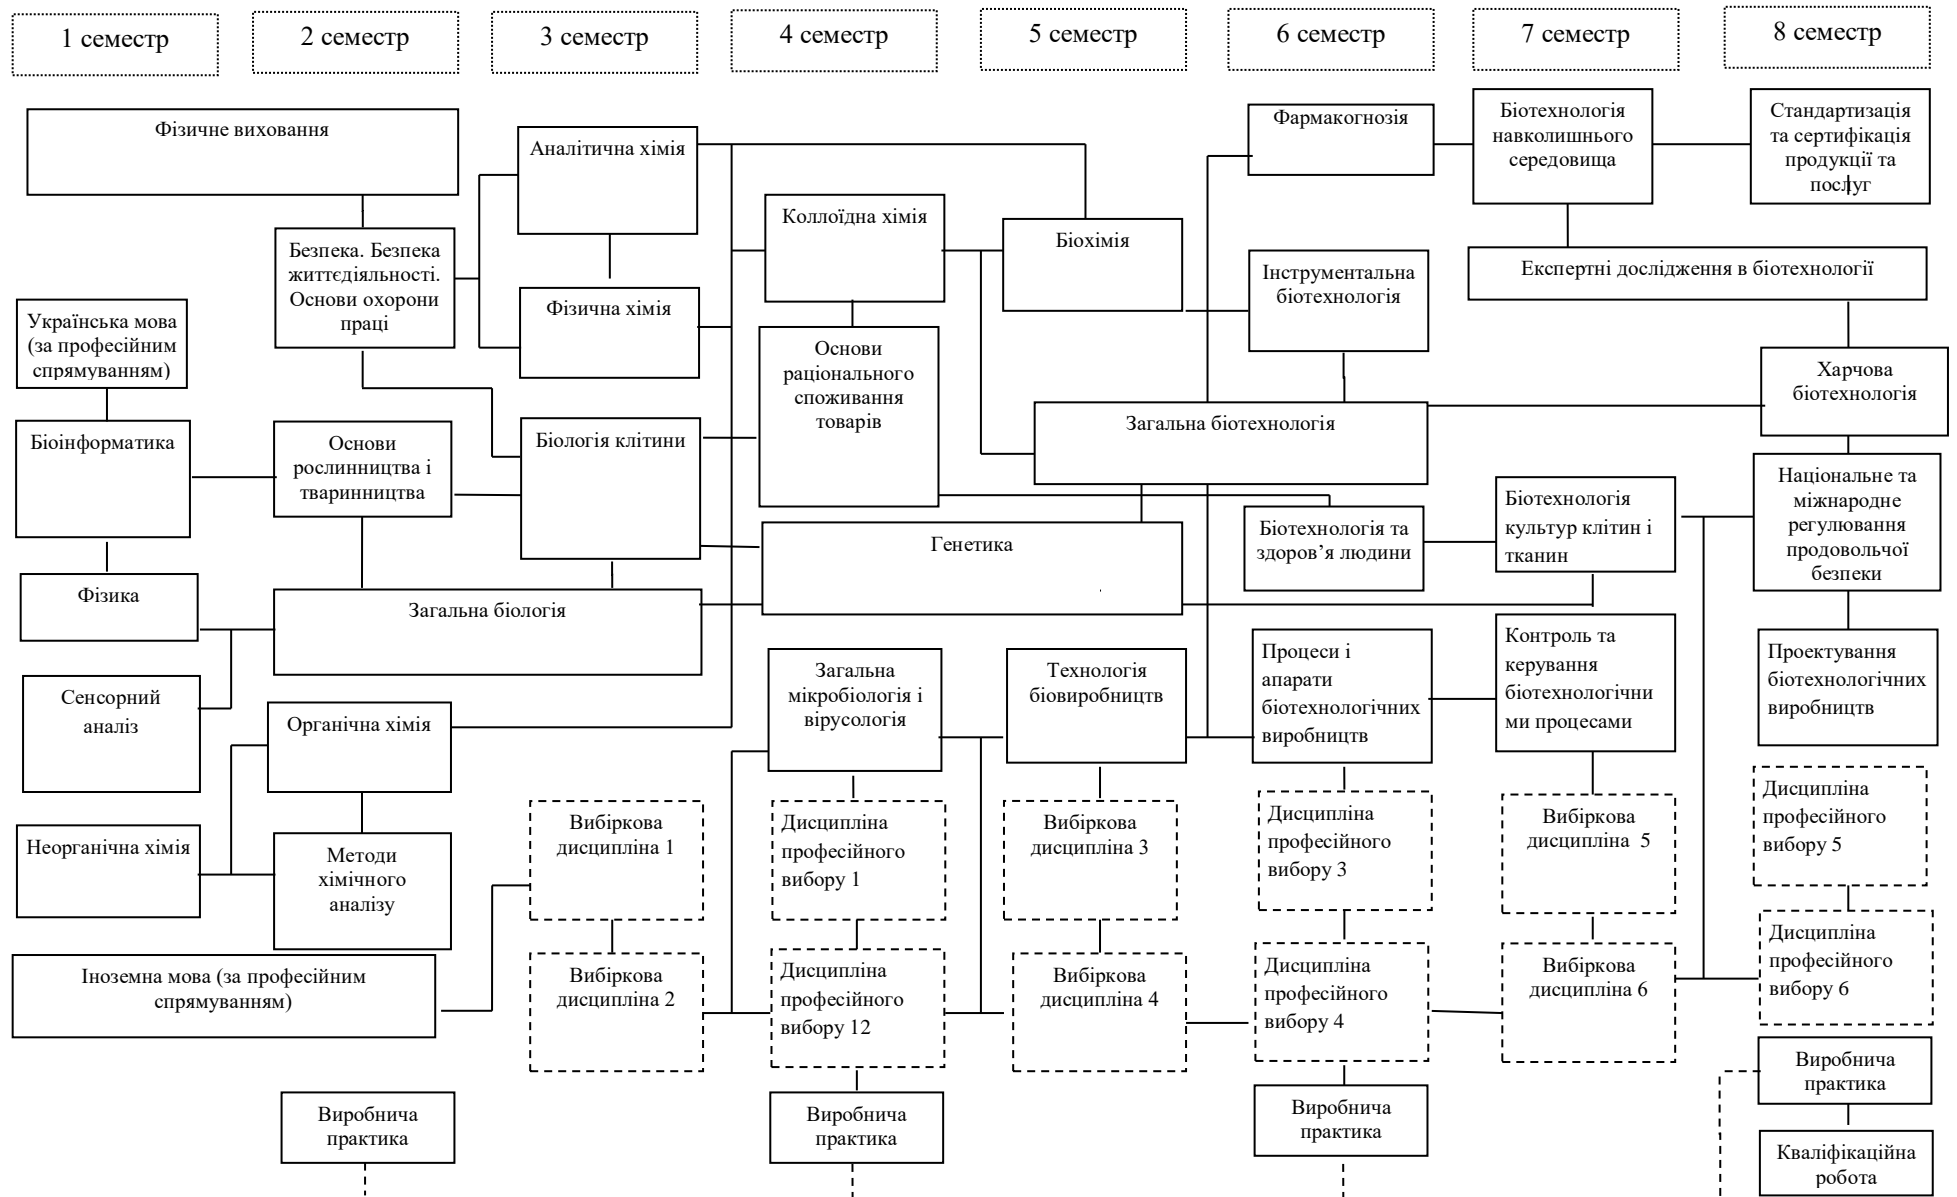 1 семестр
2 семестр
3 семестр
4 семестр
5 семестр
6 семестр
7 семестр
8 семестр
Фізичне виховання
Безпека. Безпека
життєдіяльності.
Основи охорони
праці
Українська мова
(за професійним
спрямуванням)
Біоінформатика
Основи
рослинництва і
тваринництва
Фізика
Загальна біологія
Сенсорний
аналіз
Органічна хімія
Неорганічна хімія
Методи
хімічного
аналізу
Іноземна мова (за професійним
спрямуванням)
Виробнича
практика
Аналітична хімія
Фізична хімія
Біологія клітини
Вибіркова
дисципліна 1
Вибіркова
дисципліна 2
Коллоїдна хімія
Основи
раціонального
споживання
товарів
Генетика
Загальна
мікробіологія і
вірусологія
Дисципліна
професійного
вибору 1
Дисципліна
професійного
вибору 12
Виробнича
практика
Біохімія
Загальна біотехнологія
Технологія
біовиробництв
Вибіркова
дисципліна 3
Вибіркова
дисципліна 4
Фармакогнозія
Інструментальна
біотехнологія
Біотехнологія та
здоров’я людини
Процеси і
апарати
біотехнологічних
виробництв
Дисципліна
професійного
вибору 3
Дисципліна
професійного
вибору 4
Виробнича
практика
Біотехнологія
навколишнього
середовища
Експертні дослідження в біотехнології
Біотехнологія
культур клітин і
тканин
Контроль та
керування
біотехнологічни
ми процесами
Вибіркова
дисципліна 5
Вибіркова
дисципліна 6
Стандартизація
та сертифікація
продукції та
послуг
Харчова
біотехнологія
Національне та
міжнародне
регулювання
продовольчої
безпеки
Проектування
біотехнологічних
виробництв
Дисципліна
професійного
вибору 5
Дисципліна
професійного
вибору 6
Виробнича
практика
Кваліфікаційна
робота